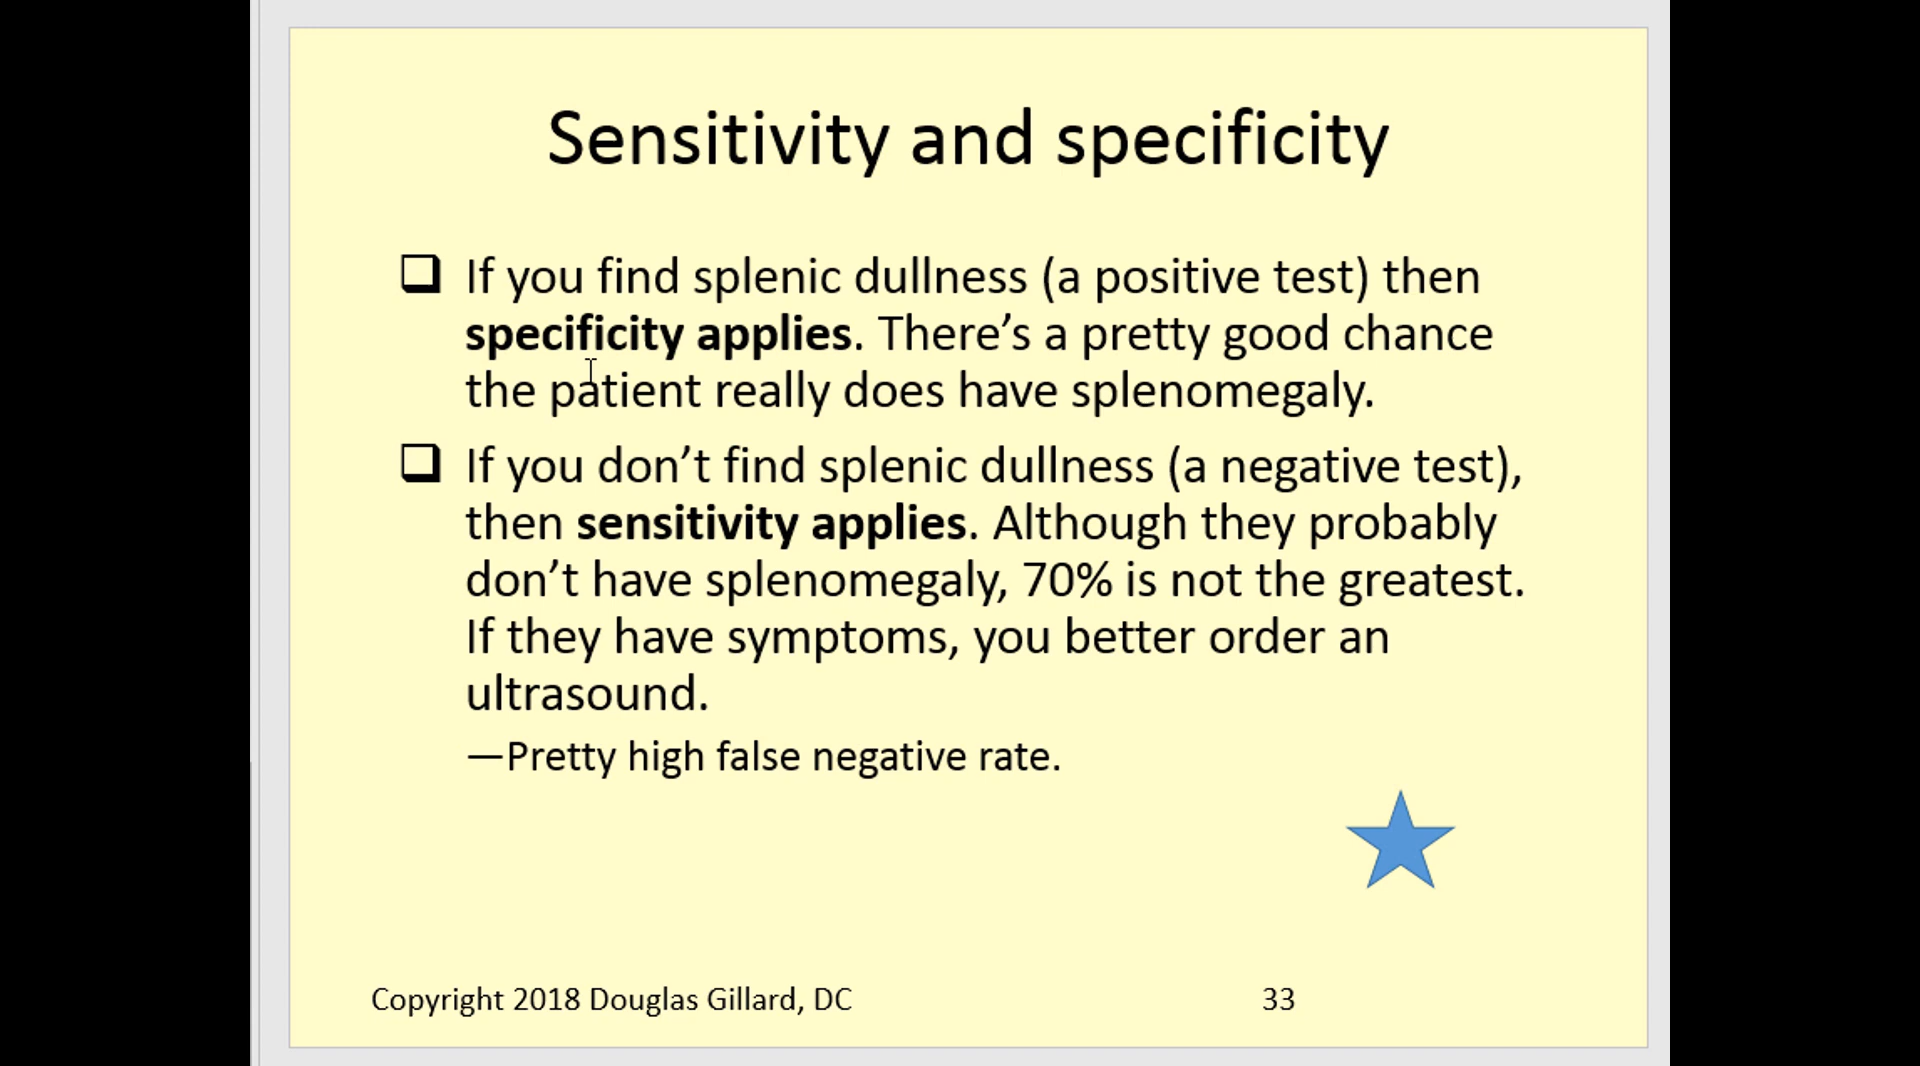 Sensitivity and specificity
If you find splenic dullness (a positive test) then
specificity applies. There’s a pretty good chance
the patient really does have splenomegaly.
If you don’t find splenic dullness (a negative test),
then sensitivity applies. Although they probably
don’t have splenomegaly, 70% is not the greatest.
If they have symptoms, you better order an
ultrasound.
—Pretty high false negative rate.
Copyright 2018 Douglas Gillard, DC
33